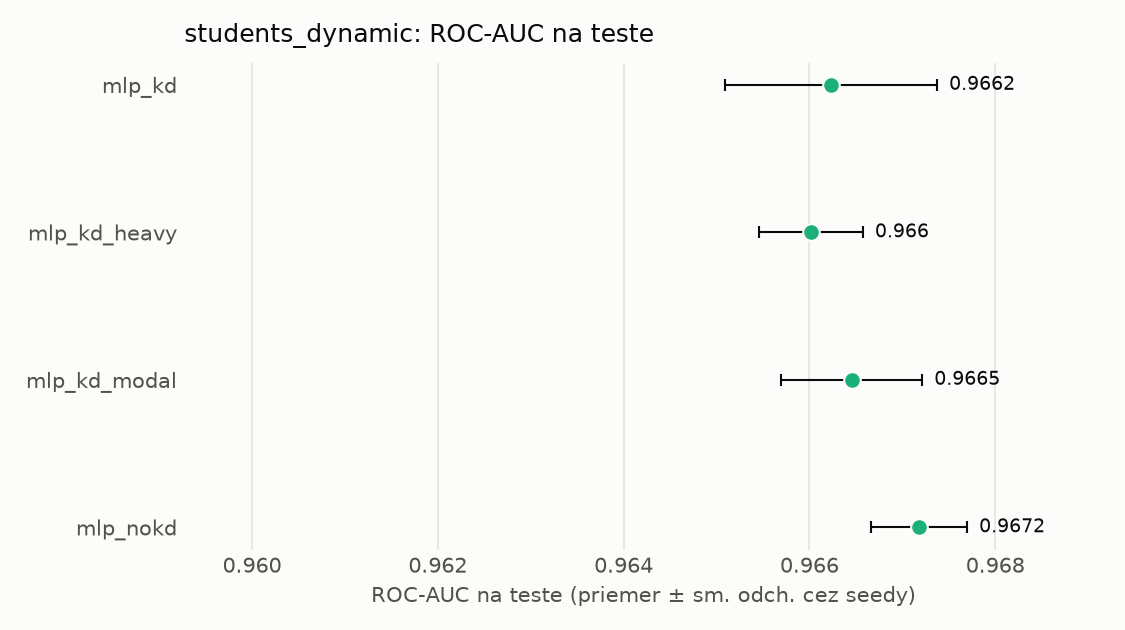 students_dynamic: ROC-AUC na teste
mlp_kd
0.9662
mlp_kd_heavy
0.966
mlp_kd_modal
0.9665
mlp_nokd
0.9672
0.960 0.962 0.964 0.966 0.968
ROC-AUC na teste (priemer ± sm. odch. cez seedy)